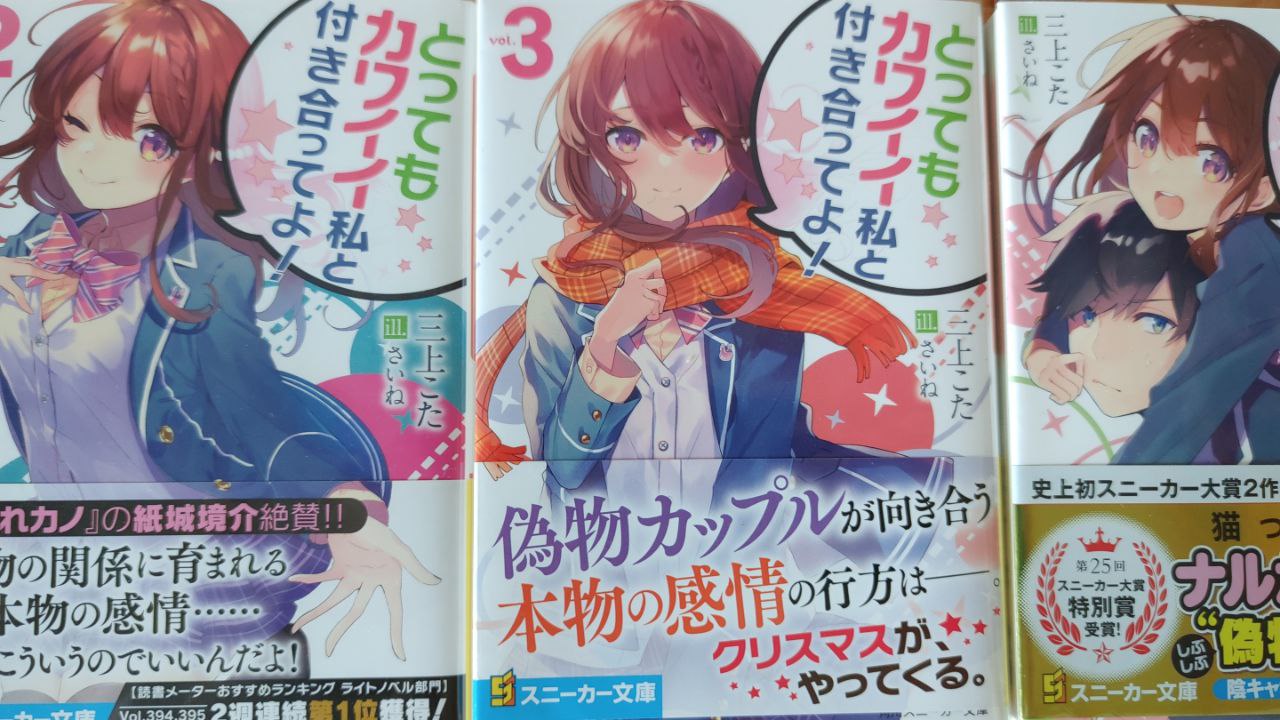 2
とっても
カワイイ私と
付き合ってよ!
ill.
三上こた
さいね
れカノ』の紙城境介絶賛!!
物の関係に育まれる
本物の感情……
こういうのでいいんだよ!
【読書メーターおすすめランキング ライトノベル部門】
Vol.394,395 2週連続第1位獲得!
ー文庫
vol.3
とっても
カワイイ私と
付き合ってよ!
ill.
三上こた
さいね
偽物カップルが向き合う
本物の感情の行方は――。
クリスマスが、
やってくる。
スニーカー文庫
ill.
三上こた
さいね
史上初スニーカー大賞2作
第25回
スニーカー大賞
特別賞
受賞!
猫
ナル
しぶしぶ
“偽
スニーカー文庫
陰キャ